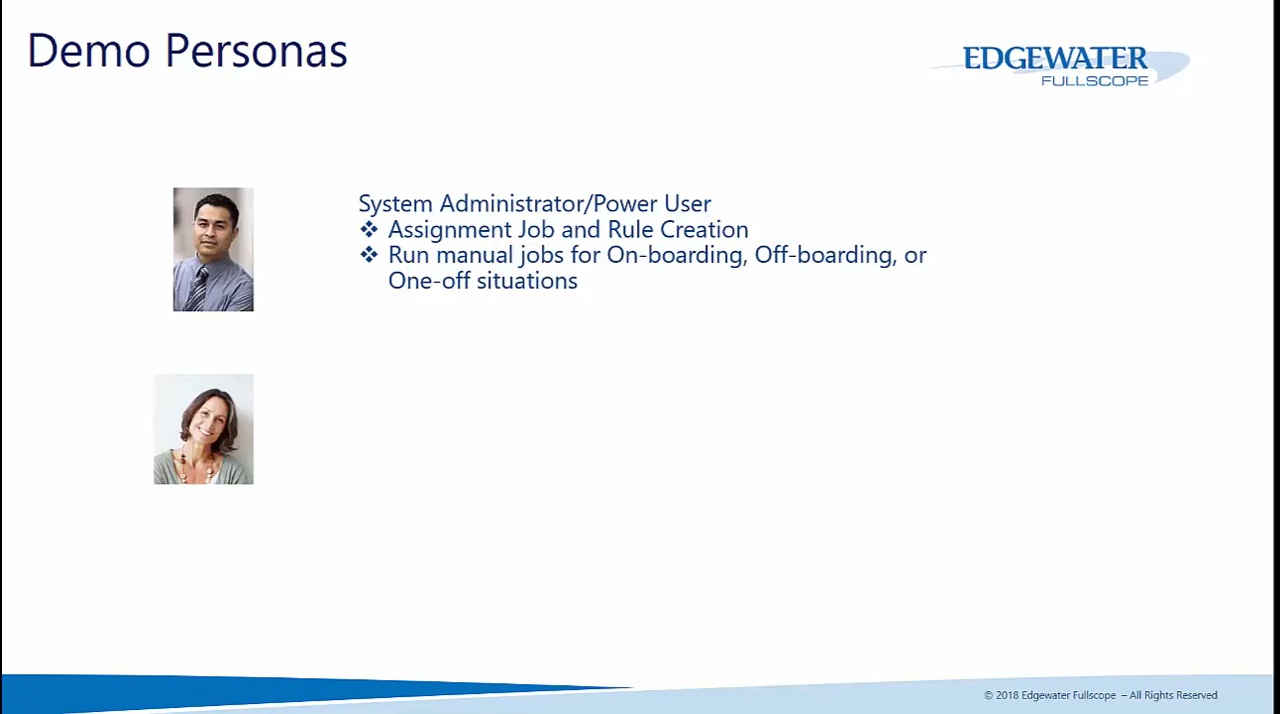 Demo Personas
EDGEWATER
FULLSCOPE
System Administrator/Power User
❖ Assignment Job and Rule Creation
❖ Run manual jobs for On-boarding, Off-boarding, or
One-off situations
© 2018 Edgewater Fullscope – All Rights Reserved